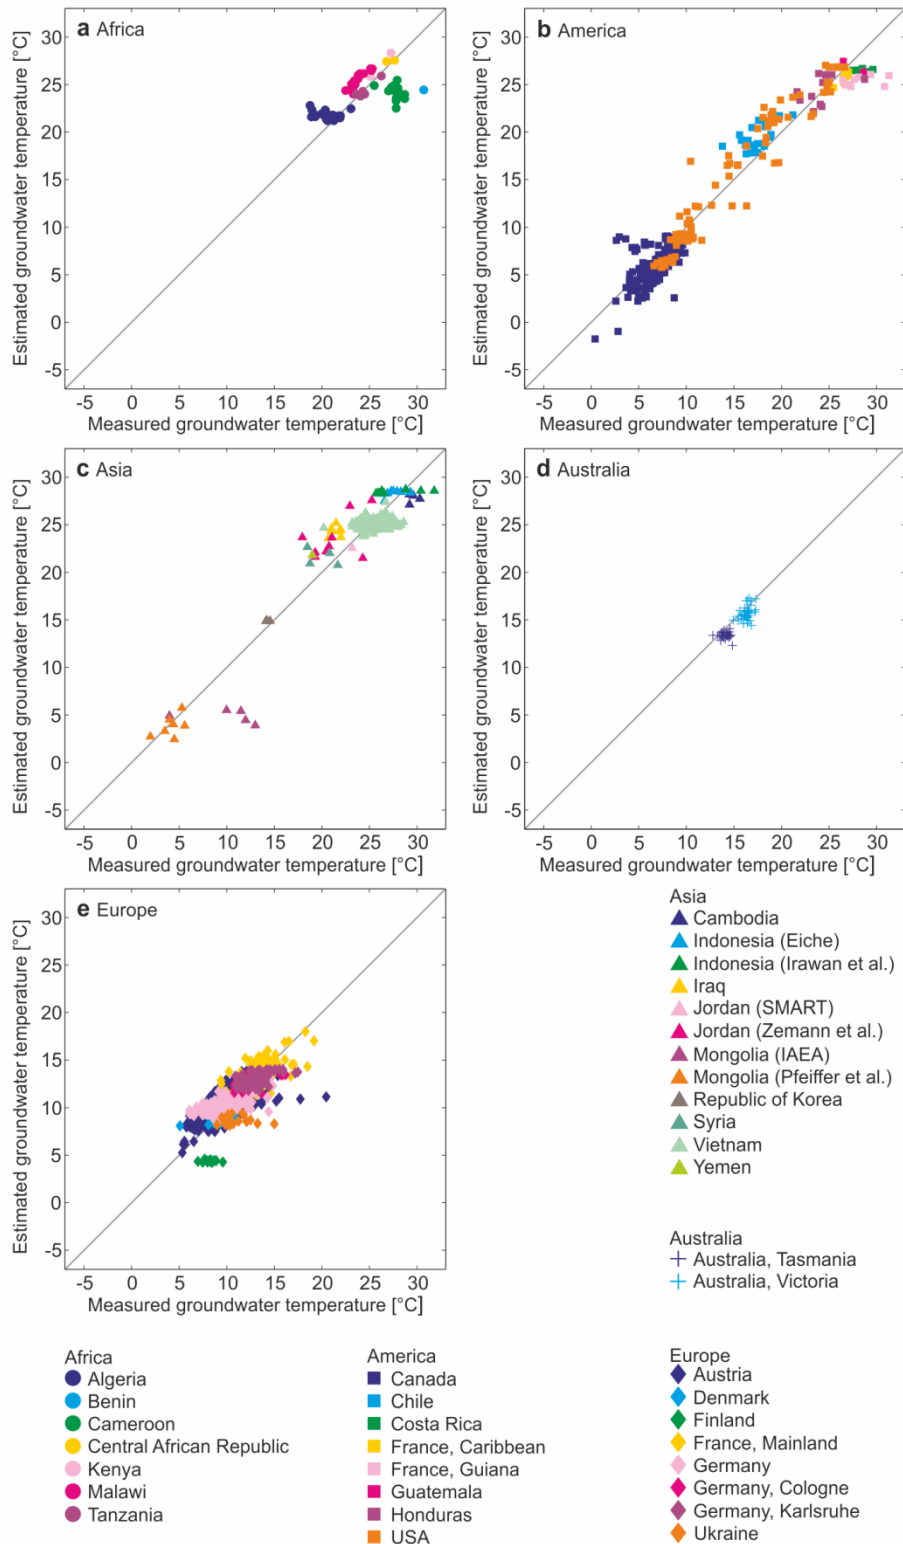 a Africa
Estimated groundwater temperature [°C]
30
25
20
15
10
5
0
-5
-5 0 5 10 15 20 25 30
Measured groundwater temperature [°C]
b America
Estimated groundwater temperature [°C]
30
25
20
15
10
5
0
-5
-5 0 5 10 15 20 25 30
Measured groundwater temperature [°C]
c Asia
Estimated groundwater temperature [°C]
30
25
20
15
10
5
0
-5
-5 0 5 10 15 20 25 30
Measured groundwater temperature [°C]
d Australia
Estimated groundwater temperature [°C]
30
25
20
15
10
5
0
-5
-5 0 5 10 15 20 25 30
Measured groundwater temperature [°C]
e Europe
Estimated groundwater temperature [°C]
30
25
20
15
10
5
0
-5
-5 0 5 10 15 20 25 30
Measured groundwater temperature [°C]
Asia
Cambodia
Indonesia (Eiche)
Indonesia (Irawan et al.)
Iraq
Jordan (SMART)
Jordan (Zemann et al.)
Mongolia (IAEA)
Mongolia (Pfeiffer et al.)
Republic of Korea
Syria
Vietnam
Yemen
Australia
Australia, Tasmania
Australia, Victoria
Africa
Algeria
Benin
Cameroon
Central African Republic
Kenya
Malawi
Tanzania
America
Canada
Chile
Costa Rica
France, Caribbean
France, Guiana
Guatemala
Honduras
USA
Europe
Austria
Denmark
Finland
France, Mainland
Germany
Germany, Cologne
Germany, Karlsruhe
Ukraine